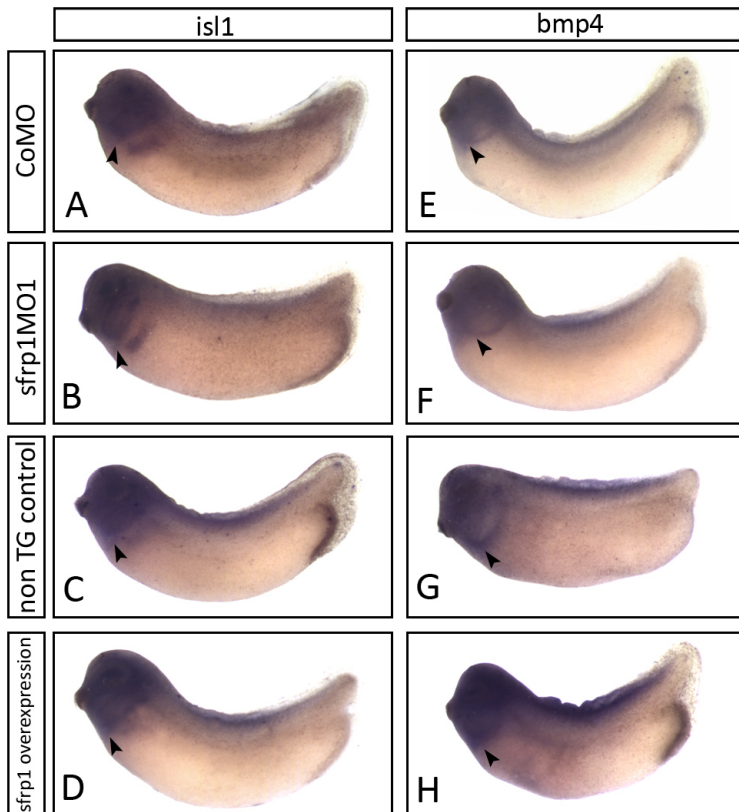 isl1
bmp4
CoMO
A
E
sfrp1MO1
B
F
non TG control
C
G
sfrp1 overexpression
D
H